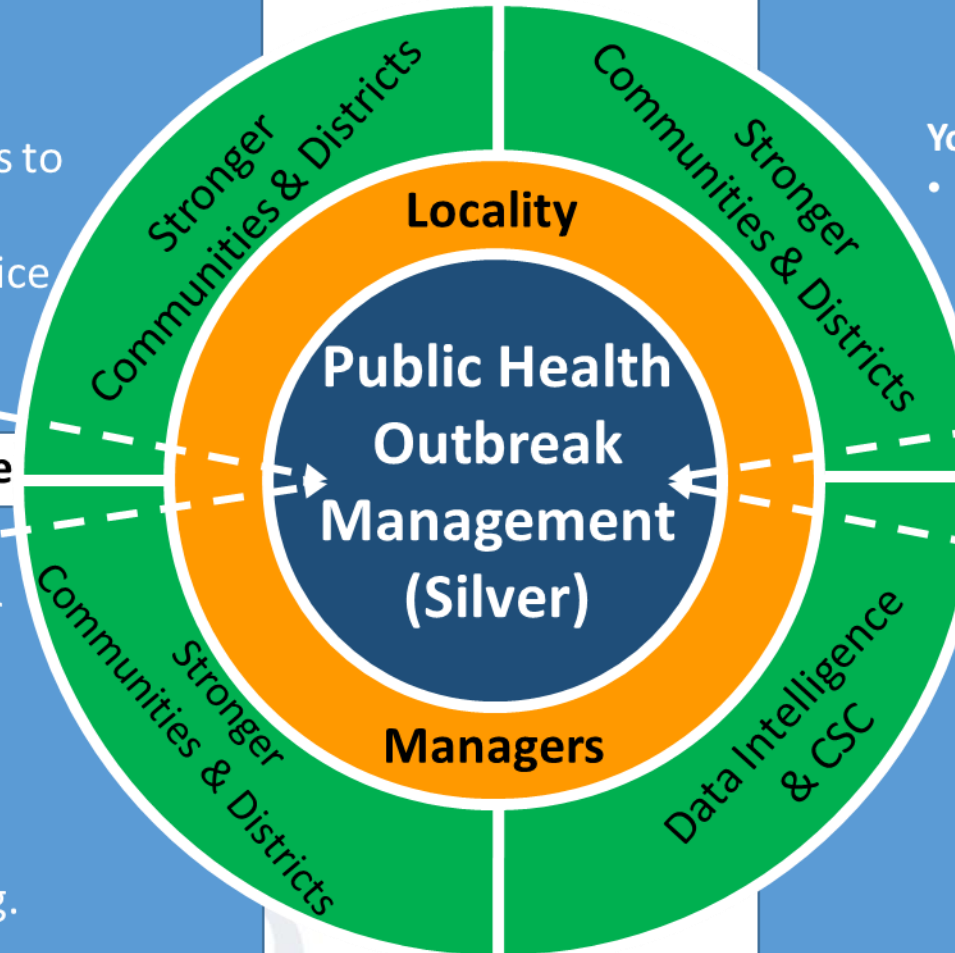 Stronger
Communities & Districts
Stronger
Communities & Districts
s to
ice
Yo
•
Locality
Public Health
Outbreak
Management
(Silver)
e
Stronger
Communities & Districts
Managers
Data Intelligence
& CSC
g.